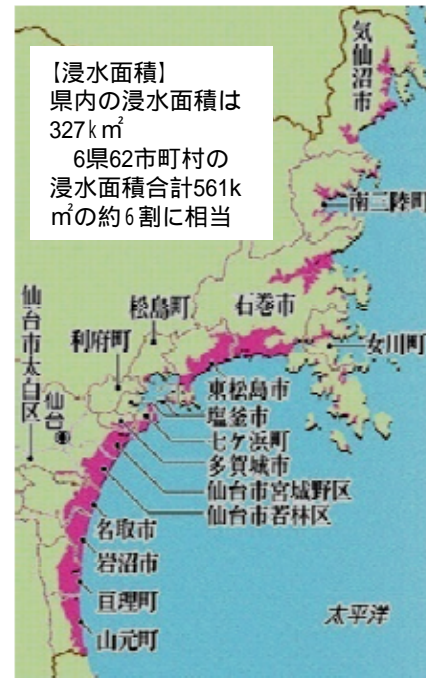 【浸水面積】
県内の浸水面積は
327k㎡
6県62市町村の
浸水面積合計561k
㎡の約6割に相当
気仙沼市
南三陸町
石巻市
女川町
松島町
利府町
仙台市太白区
仙台
東松島市
塩釜市
七ケ浜町
多賀城市
仙台市宮城野区
仙台市若林区
名取市
岩沼市
亘理町
山元町
太平洋